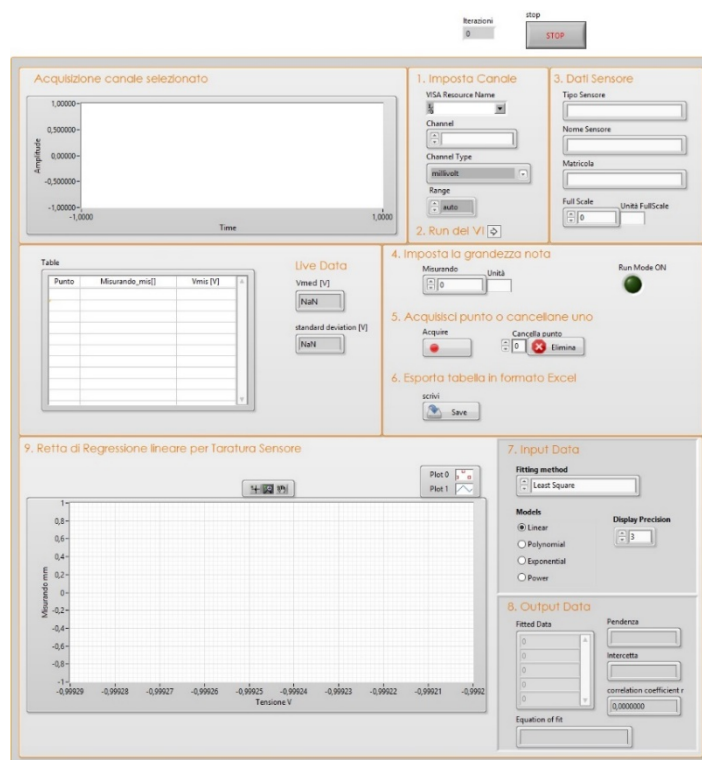 Iterazioni
0
stop
STOP
Acquisizione canale selezionato
Amplitude
1,00000
0,500000
0,00000
-0,500000
-1,00000
-1,0000
1,0000
Time
1. Imposta Canale
VISA Resource Name
Channel
Channel Type
millivolt
Range
auto
2. Run del VI
3. Dati Sensore
Tipo Sensore
Nome Sensore
Matricola
Full Scale
Unità FullScale
0
Table
Punto Misurando_mis[] Vmis [V]
Live Data
Vmed [V]
NaN
standard deviation [V]
NaN
4. Imposta la grandezza nota
Misurando
Unità
0
Run Mode ON
5. Acquisisci punto o cancellane uno
Acquire
Cancella punto
0
Elimina
6. Esporta tabella in formato Excel
scrivi
Save
9. Retta di Regressione lineare per Taratura Sensore
Plot 0
Plot 1
Misurando mm
1
0,8
0,6
0,4
0,2
0
-0,2
-0,4
-0,6
-0,8
-1
-0,99929
-0,99928
-0,99927
-0,99926
-0,99925
-0,99924
-0,99923
-0,99922
-0,99921
-0,9992
Tensione V
7. Input Data
Fitting method
Least Square
Models
Linear
Polynomial
Exponential
Power
Display Precision
3
8. Output Data
Fitted Data
0
0
0
0
0
Pendenza
Intercetta
correlation coefficient r
0,0000000
Equation of fit